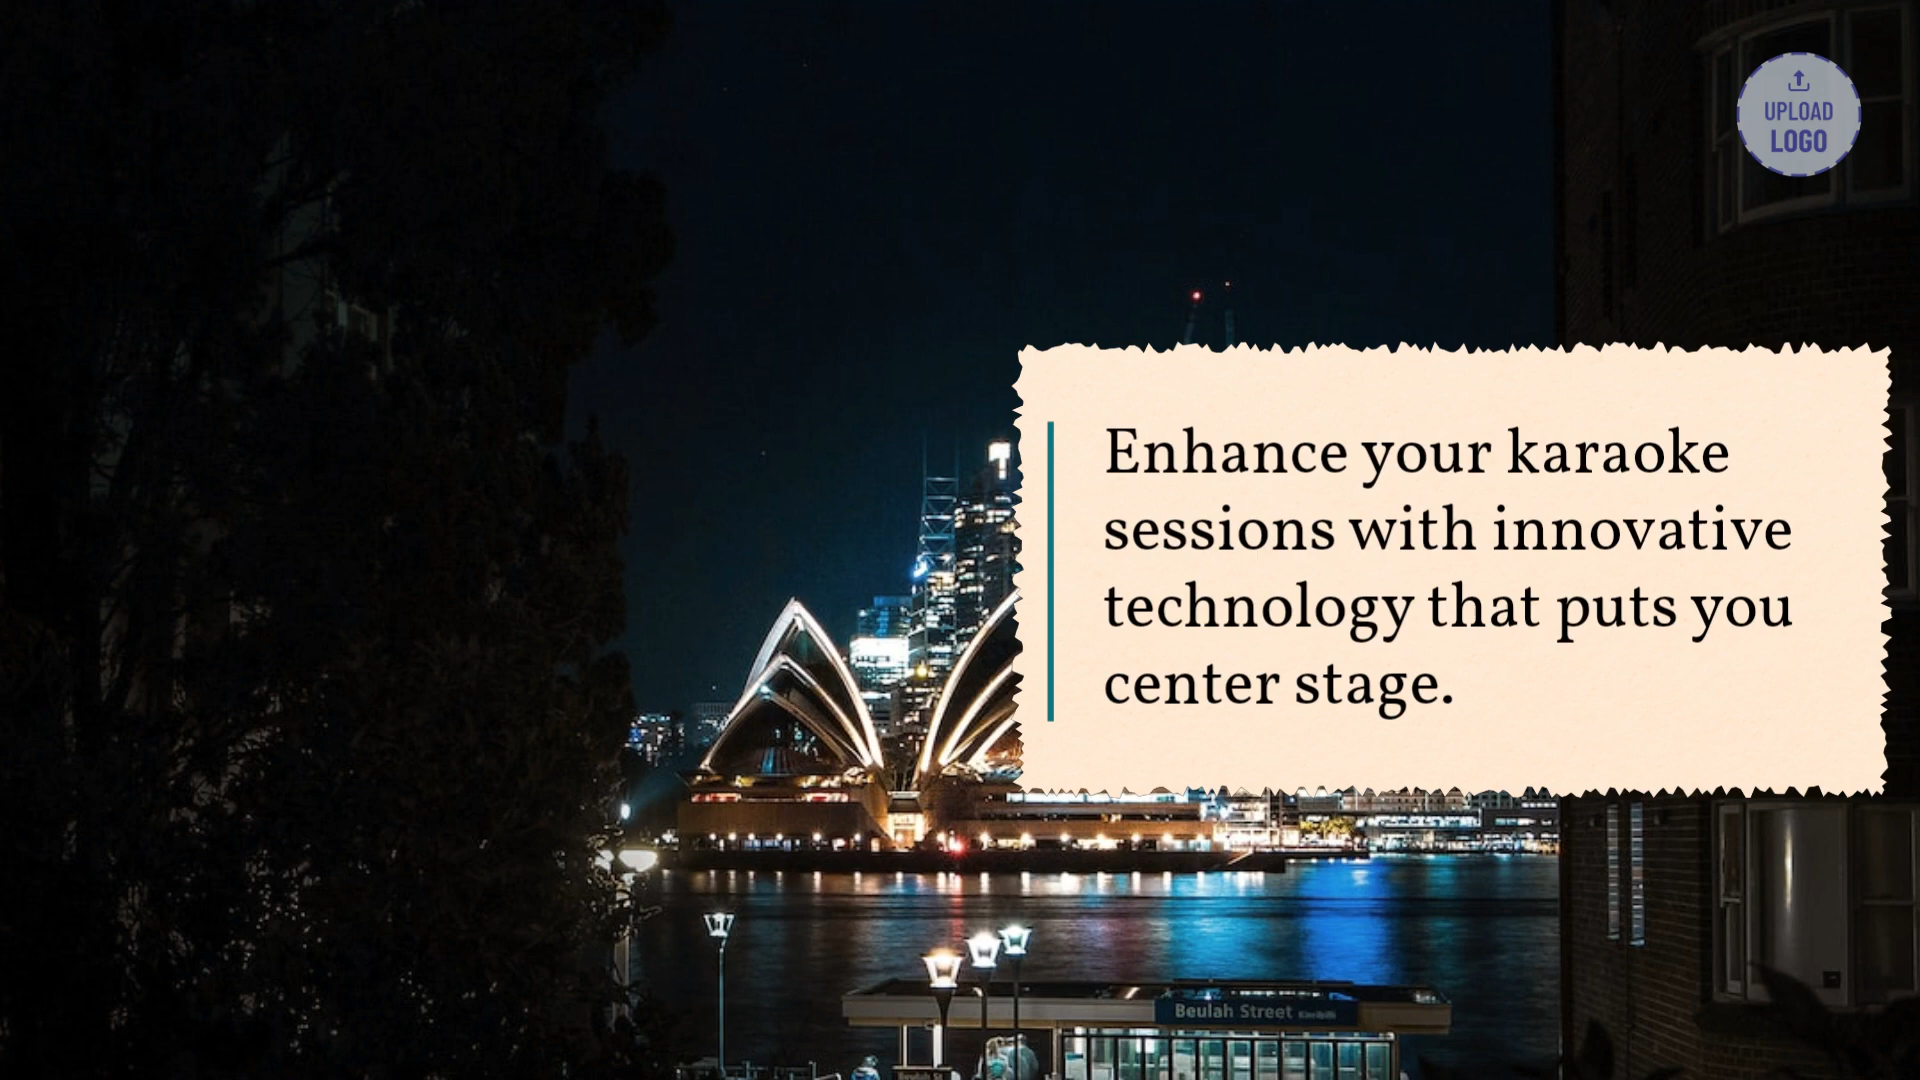 UPLOAD
LOGO
Enhance your karaoke
sessions with innovative
technology that puts you
center stage.
Beulah Street